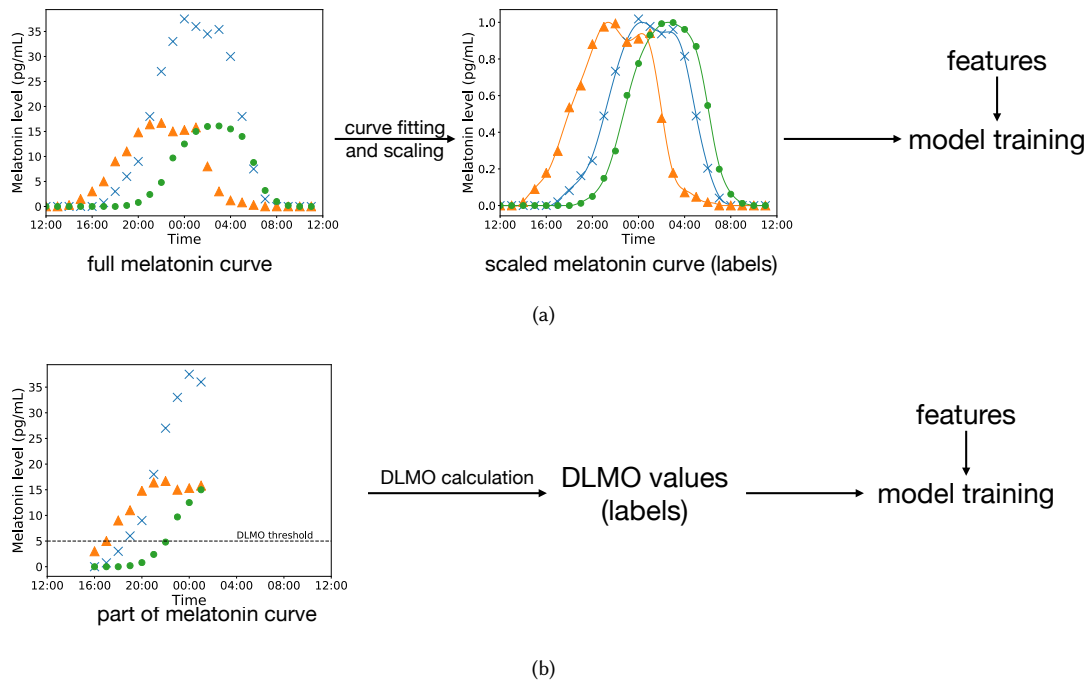 Melatonin level (pg/mL)
35
30
25
20
15
10
5
0
12:00 16:00 20:00 00:00 04:00 08:00 12:00
Time
full melatonin curve
curve fitting
and scaling
Melatonin level (pg/mL)
1.0
0.8
0.6
0.4
0.2
0.0
12:00 16:00 20:00 00:00 04:00 08:00 12:00
Time
scaled melatonin curve (labels)
features
model training
(a)
Melatonin level (pg/mL)
35
30
25
20
15
10
5
0
DLMO threshold
12:00 16:00 20:00 00:00 04:00 08:00 12:00
Time
part of melatonin curve
DLMO calculation
DLMO values
(labels)
features
model training
(b)